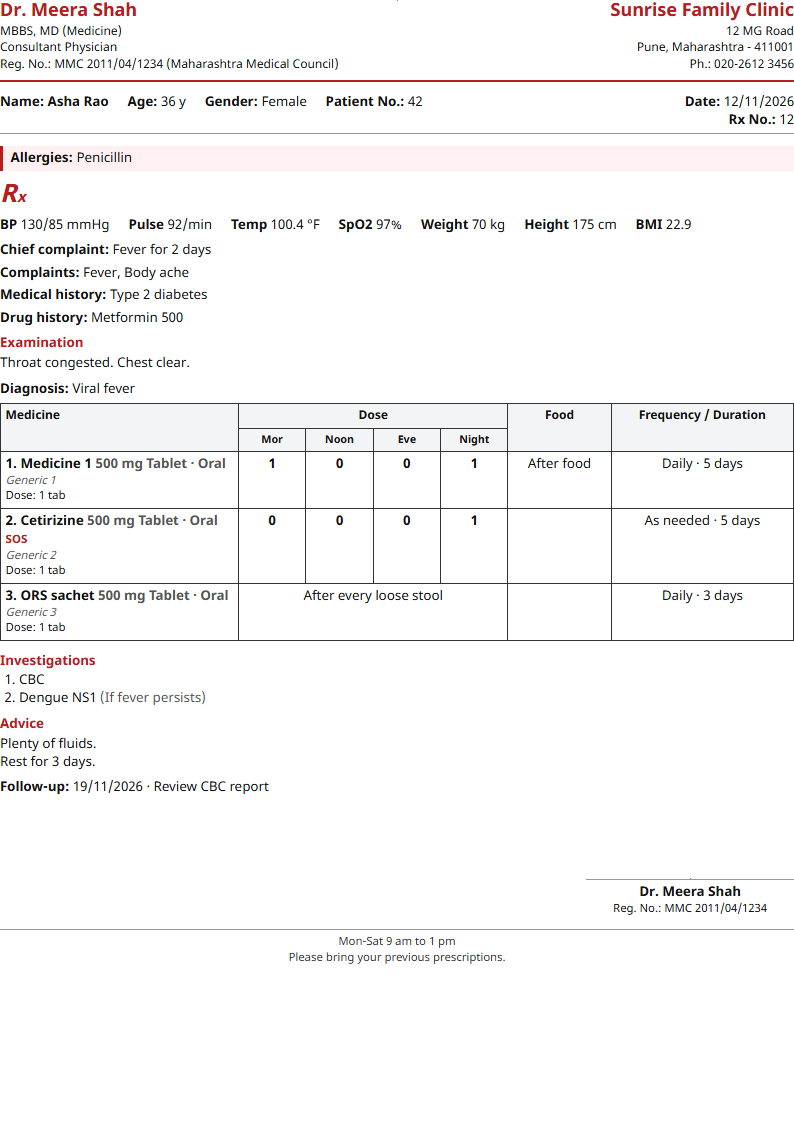 Dr. Meera Shah
Sunrise Family Clinic
MBBS, MD (Medicine)
12 MG Road
Consultant Physician
Pune, Maharashtra - 411001
Reg. No.: MMC 2011/04/1234 (Maharashtra Medical Council)
Ph.: 020-2612 3456
Name: Asha Rao Age: 36 y Gender: Female Patient No.: 42
Date: 12/11/2026
Rx No.: 12
Allergies: Penicillin
Rx
BP 130/85 mmHg Pulse 92/min Temp 100.4 °F SpO2 97% Weight 70 kg Height 175 cm BMI 22.9
Chief complaint: Fever for 2 days
Complaints: Fever, Body ache
Medical history: Type 2 diabetes
Drug history: Metformin 500
Examination
Throat congested. Chest clear.
Diagnosis: Viral fever
Medicine Dose Food Frequency / Duration
Mor Noon Eve Night
1. Medicine 1 500 mg Tablet · Oral 1 0 0 1 After food Daily · 5 days
Generic 1
Dose: 1 tab
2. Cetirizine 500 mg Tablet · Oral 0 0 0 1 As needed · 5 days
SOS
Generic 2
Dose: 1 tab
3. ORS sachet 500 mg Tablet · Oral After every loose stool Daily · 3 days
Generic 3
Dose: 1 tab
Investigations
1. CBC
2. Dengue NS1 (If fever persists)
Advice
Plenty of fluids.
Rest for 3 days.
Follow-up: 19/11/2026 · Review CBC report
Dr. Meera Shah
Reg. No.: MMC 2011/04/1234
Mon-Sat 9 am to 1 pm
Please bring your previous prescriptions.